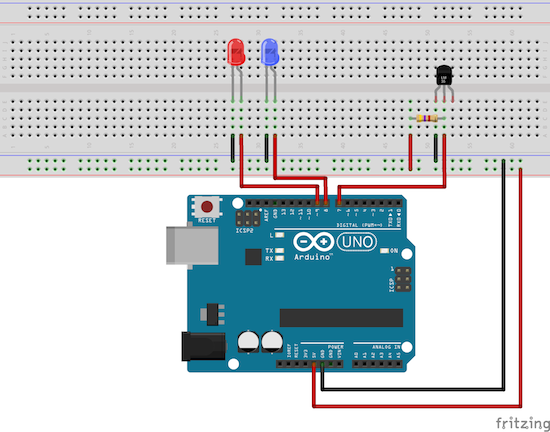 RESET
ICSP2
AREF
GND
13
12
~11
~10
~9
8
7
~6
~5
4
~3
2
TX▶1
RX◀0
DIGITAL (PWM~)
L
TX
RX
Arduino™
UNO
ON
ICSP
1
POWER
ANALOG IN
IOREF
RESET
3V3
5V
GND
GND
VIN
A0
A1
A2
A3
A4
A5
fritzing